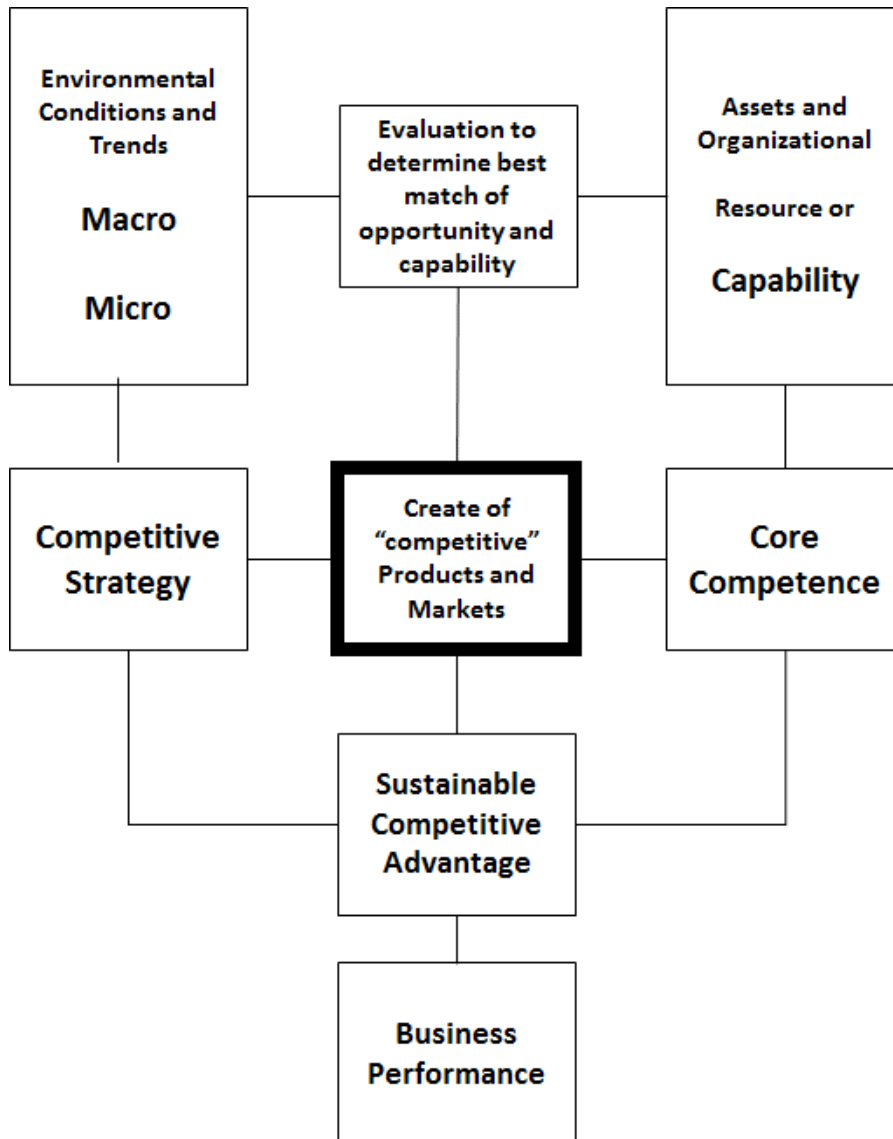 Environmental
Conditions and
Trends
Macro
Micro
Evaluation to
determine best
match of
opportunity and
capability
Assets and
Organizational
Resource or
Capability
Competitive
Strategy
Create of
“competitive”
Products and
Markets
Core
Competence
Sustainable
Competitive
Advantage
Business
Performance